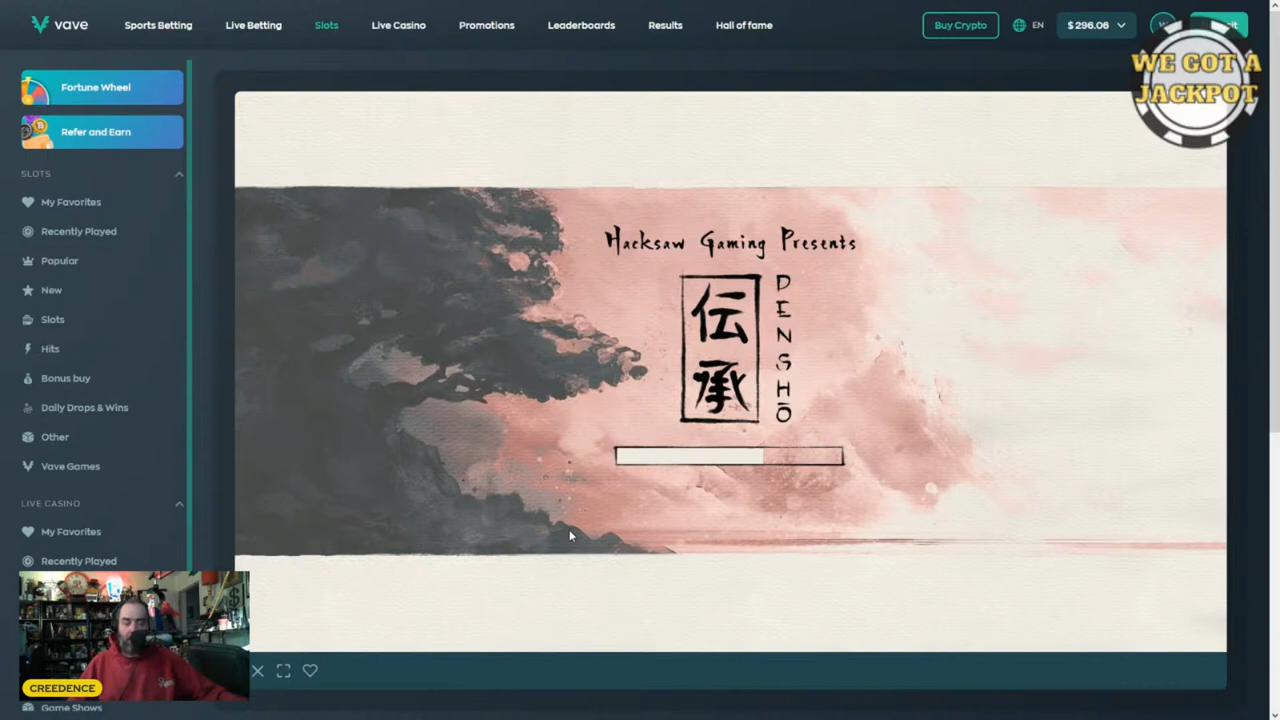 vave
Sports Betting
Live Betting
Slots
Live Casino
Promotions
Leaderboards
Results
Hall of fame
Buy Crypto
EN
$ 296.06
WE GOT A
JACKPOT
Fortune Wheel
Refer and Earn
SLOTS
My Favorites
Recently Played
Popular
New
Slots
Hits
Bonus buy
Daily Drops & Wins
Other
Vave Games
LIVE CASINO
My Favorites
Recently Played
Game Shows
Hacksaw Gaming Presents
伝承
DENSHŌ
CREEDENCE